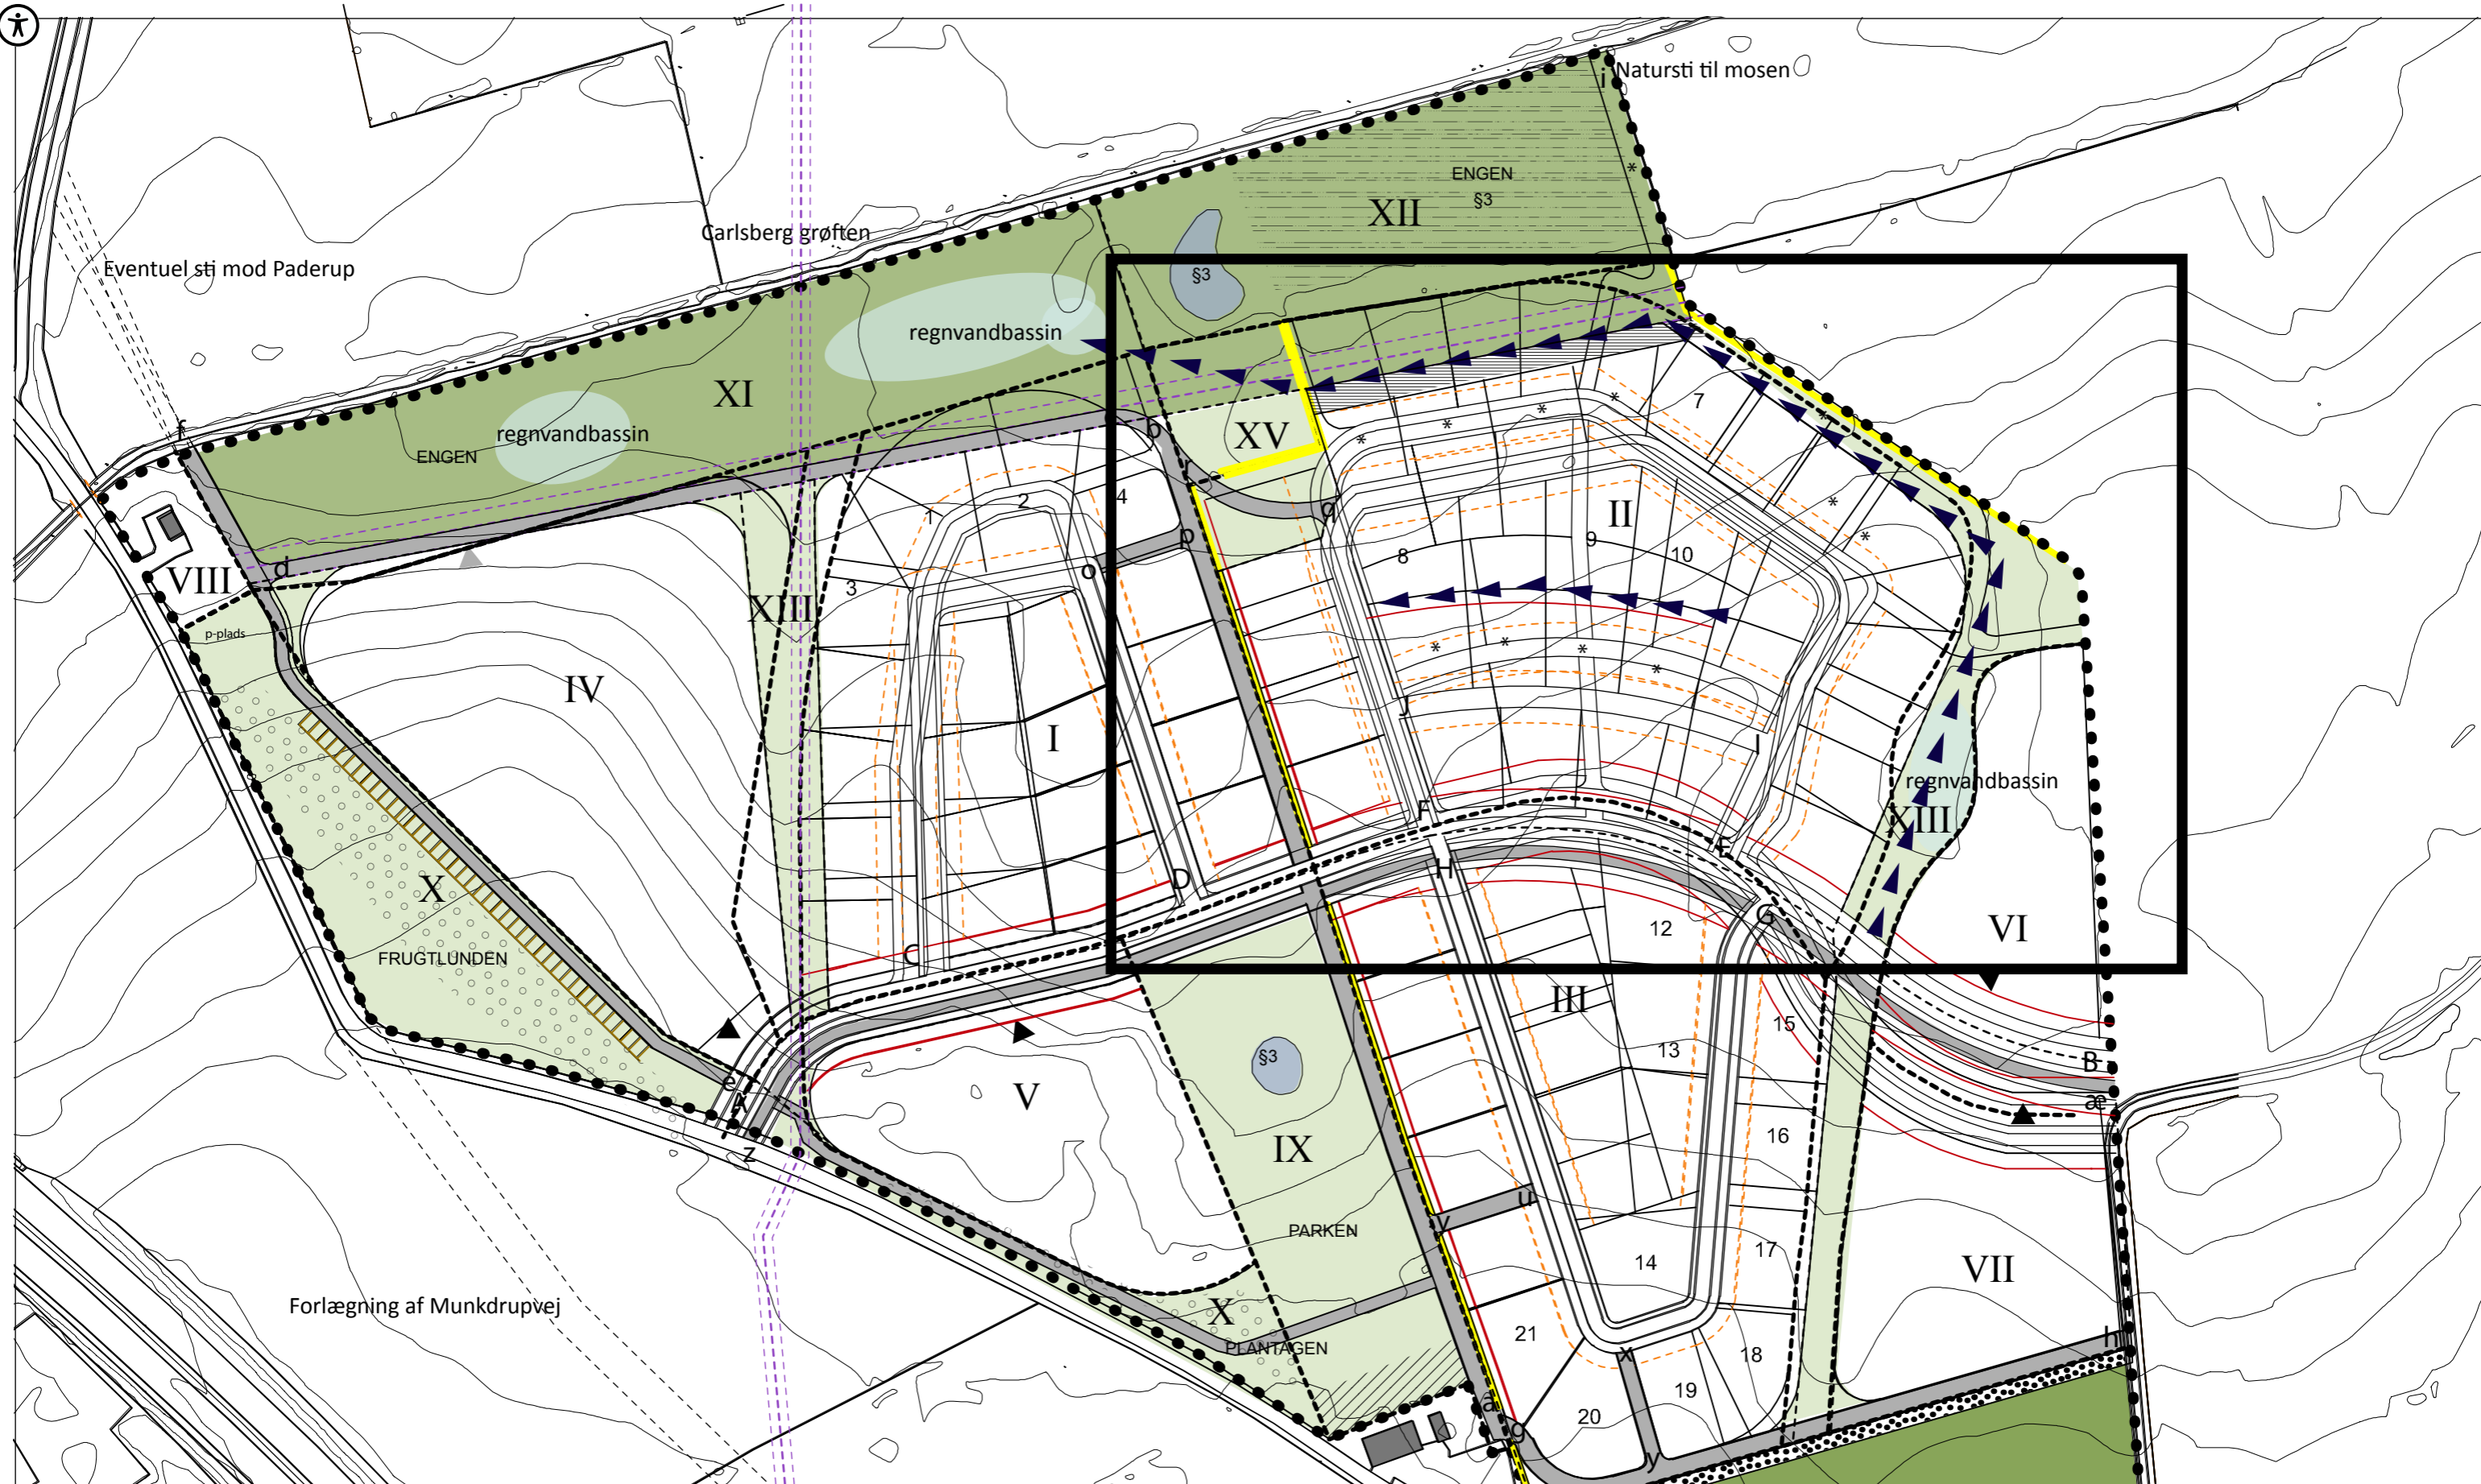 Natursti til mosen
i
*
ENGEN
§3
XII
Carlsberg grøften
Eventuel sti mod Paderup
§3
regnvandbassin
XI
regnvandbassin
ENGEN
f
b
XV
7
*
*
*
*
*
j
1
2
4
q
II
*
*
8
9
10
p
o
d
VIII
3
XIII
p-plads
*
*
*
*
IV
J
I
I
regnvandbassin
XIII
F
E
H
D
X
G
12
VI
C
FRUGTLUNDEN
III
15
13
B
§3
e
A
V
æ
z
IX
16
u
v
PARKEN
17
14
VII
Forlægning af Munkdrupvej
X
21
h
PLANTAGEN
x
18
19
a
20
g
y